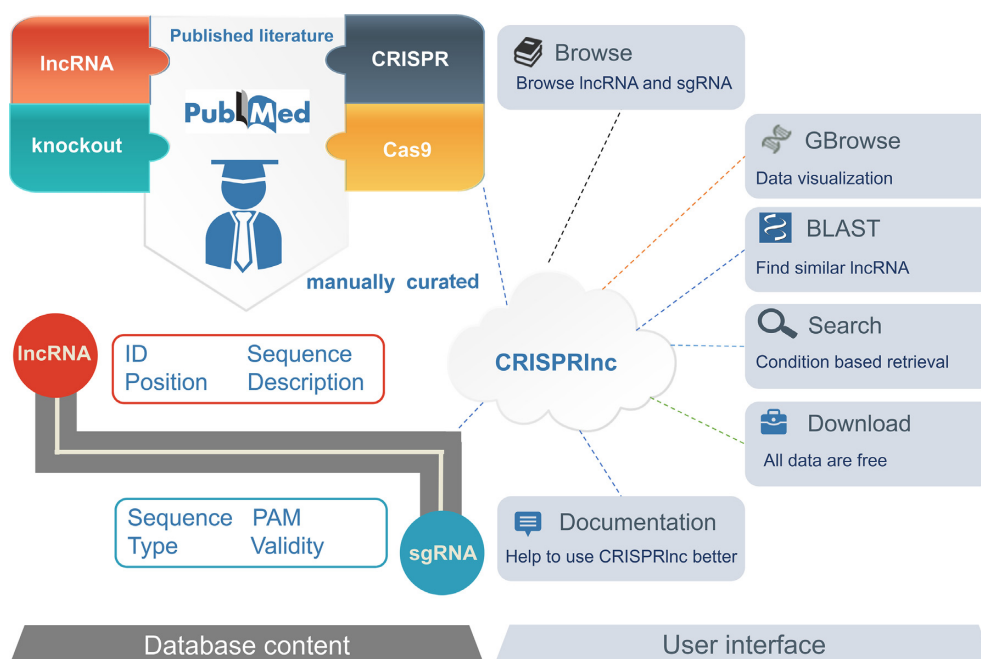 Published literature
lncRNA
CRISPR
knockout
Cas9
PubMed
manually curated
lncRNA
ID Sequence
Position Description
Sequence PAM
Type Validity
sgRNA
Database content
CRISPRlnc
Browse
Browse lncRNA and sgRNA
GBrowse
Data visualization
BLAST
Find similar lncRNA
Search
Condition based retrieval
Download
All data are free
Documentation
Help to use CRISPRlnc better
User interface